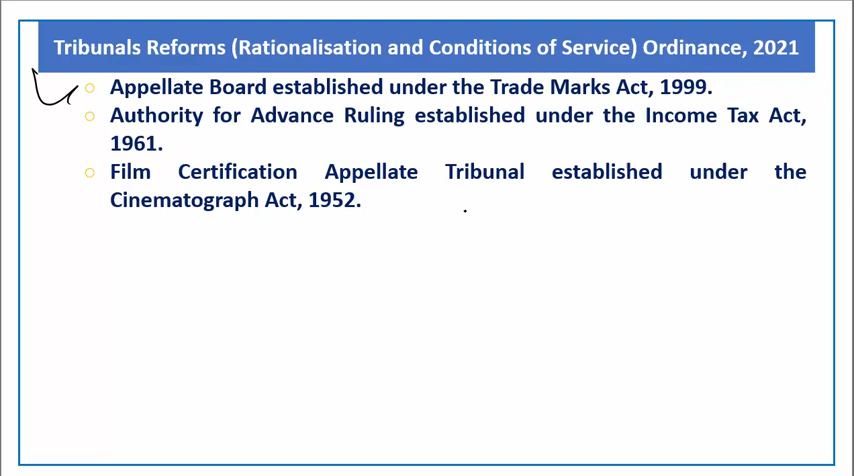 Tribunals Reforms (Rationalisation and Conditions of Service) Ordinance, 2021
Appellate Board established under the Trade Marks Act, 1999.
Authority for Advance Ruling established under the Income Tax Act,
1961.
Film Certification Appellate Tribunal established under the
Cinematograph Act, 1952.